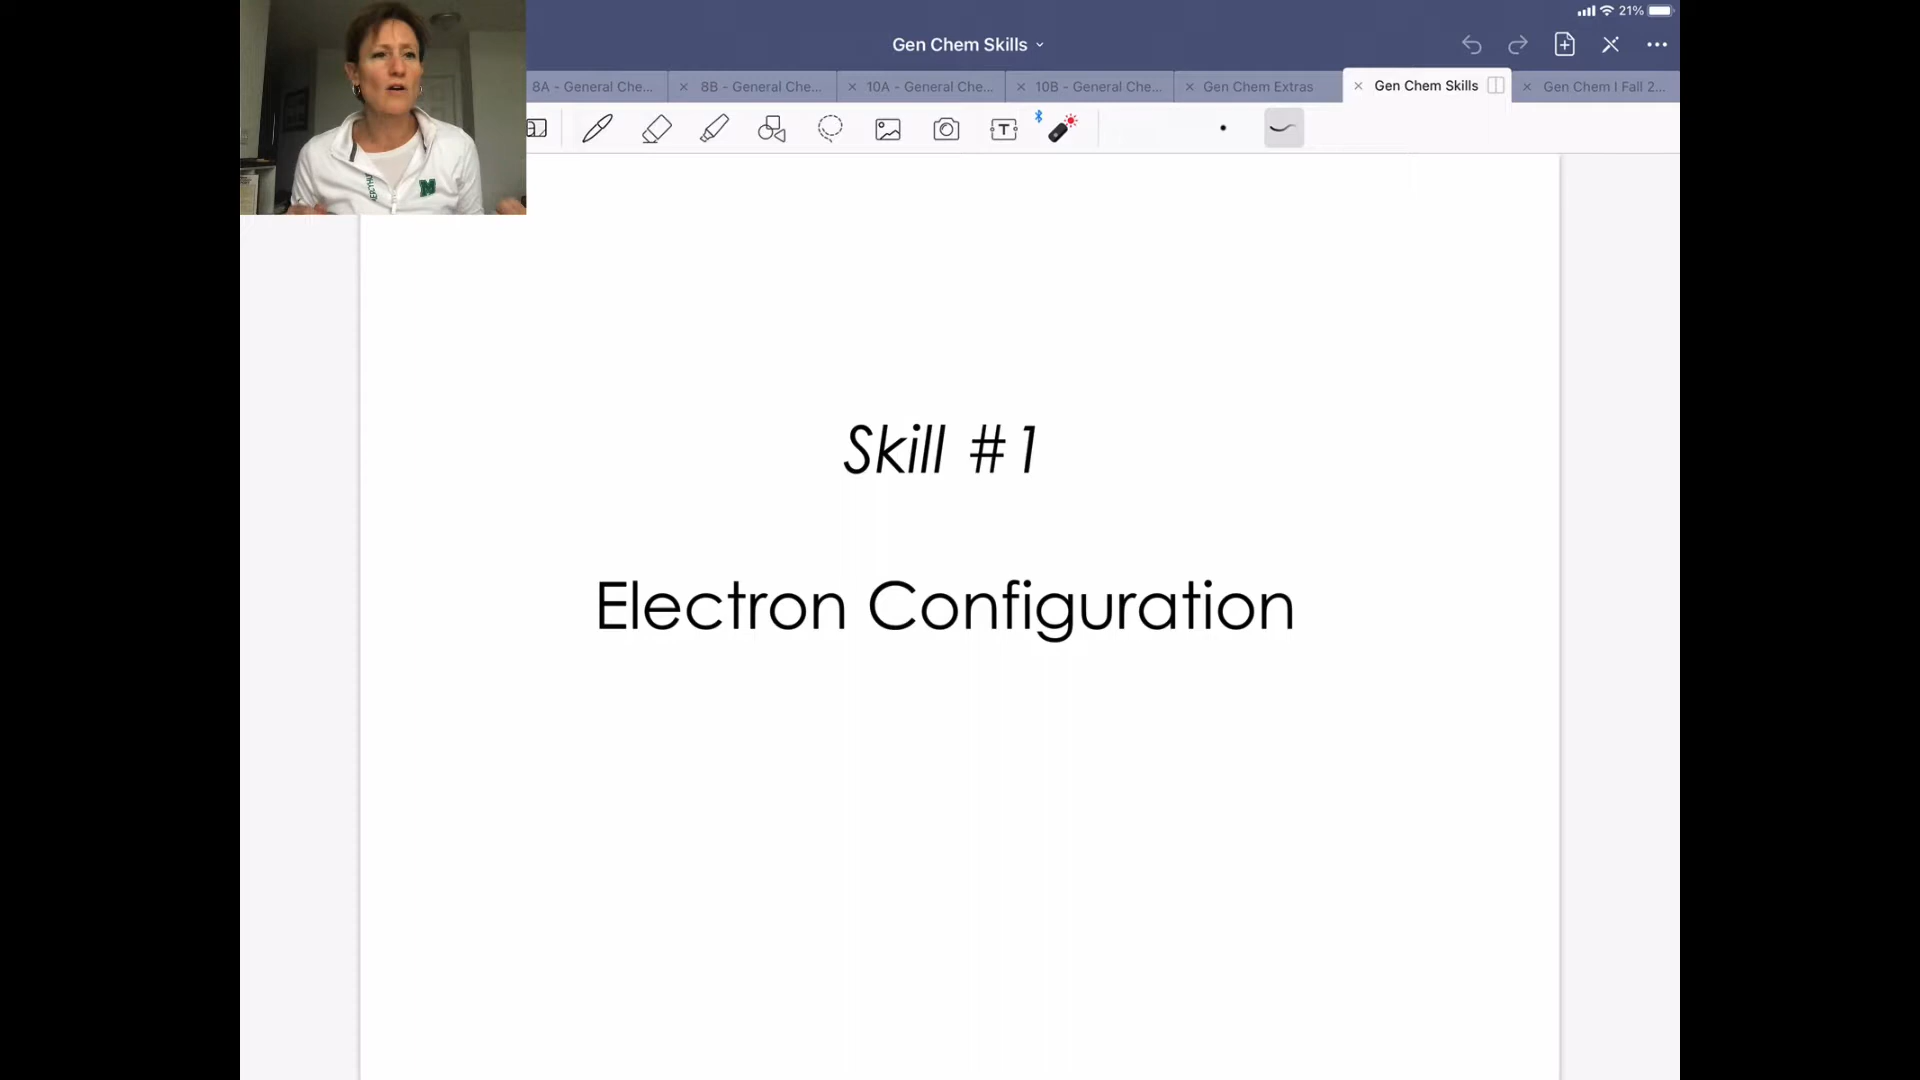 21%
Gen Chem Skills
8A - General Che...
8B - General Che...
10A - General Che...
10B - General Che...
Gen Chem Extras
Gen Chem Skills
Gen Chem I Fall 2...
T
M
Skill #1
Electron Configuration